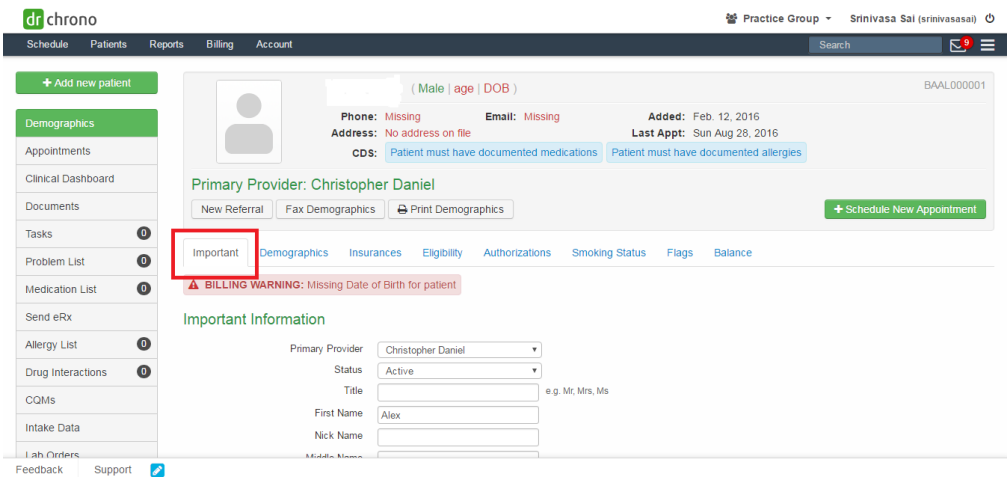 dr chrono
Practice Group Srinivasa Sai (srinivasasai)
Schedule Patients Reports Billing Account Search 9
+ Add new patient
Demographics
Appointments
Clinical Dashboard
Documents
Tasks 0
Problem List 0
Medication List 0
Send eRx
Allergy List 0
Drug Interactions 0
CQMs
Intake Data
Lab Orders
( Male | age | DOB ) BAAL000001
Phone: Missing Email: Missing Added: Feb. 12, 2016
Address: No address on file Last Appt: Sun Aug 28, 2016
CDS: Patient must have documented medications Patient must have documented allergies
Primary Provider: Christopher Daniel
New Referral Fax Demographics Print Demographics + Schedule New Appointment
Important Demographics Insurances Eligibility Authorizations Smoking Status Flags Balance
BILLING WARNING: Missing Date of Birth for patient
Important Information
Primary Provider Christopher Daniel
Status Active
Title e.g. Mr, Mrs, Ms
First Name Alex
Nick Name
Middle Name
Feedback Support